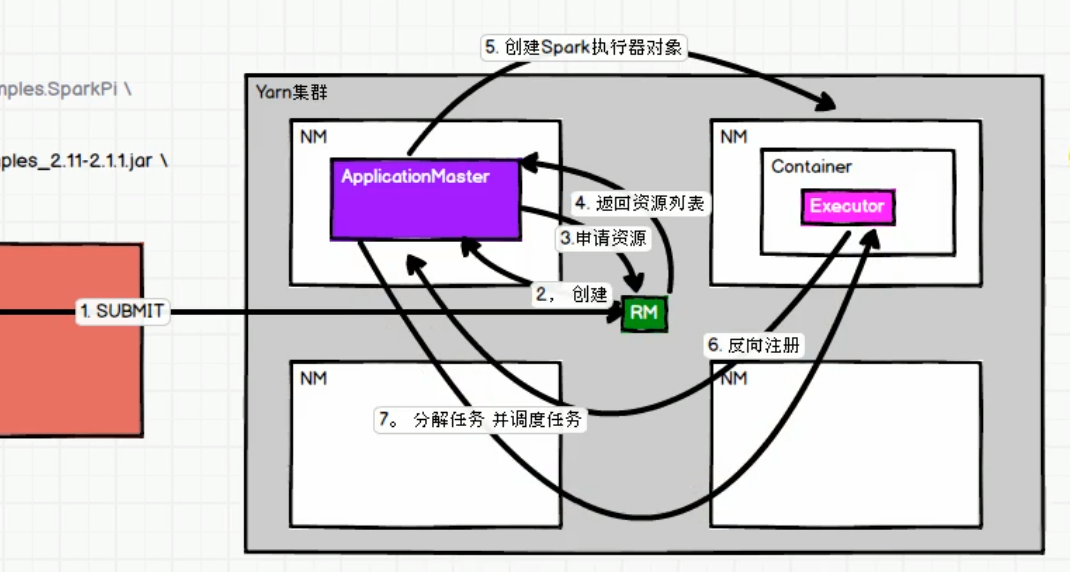 5. 创建Spark执行器对象
mples.SparkPi \
Yarn集群
NM
NM
ples_2.11-2.1.1.jar \
ApplicationMaster
Container
4. 返回资源列表
Executor
3.申请资源
2， 创建
1. SUBMIT
RM
6. 反向注册
NM
NM
7。 分解任务 并调度任务